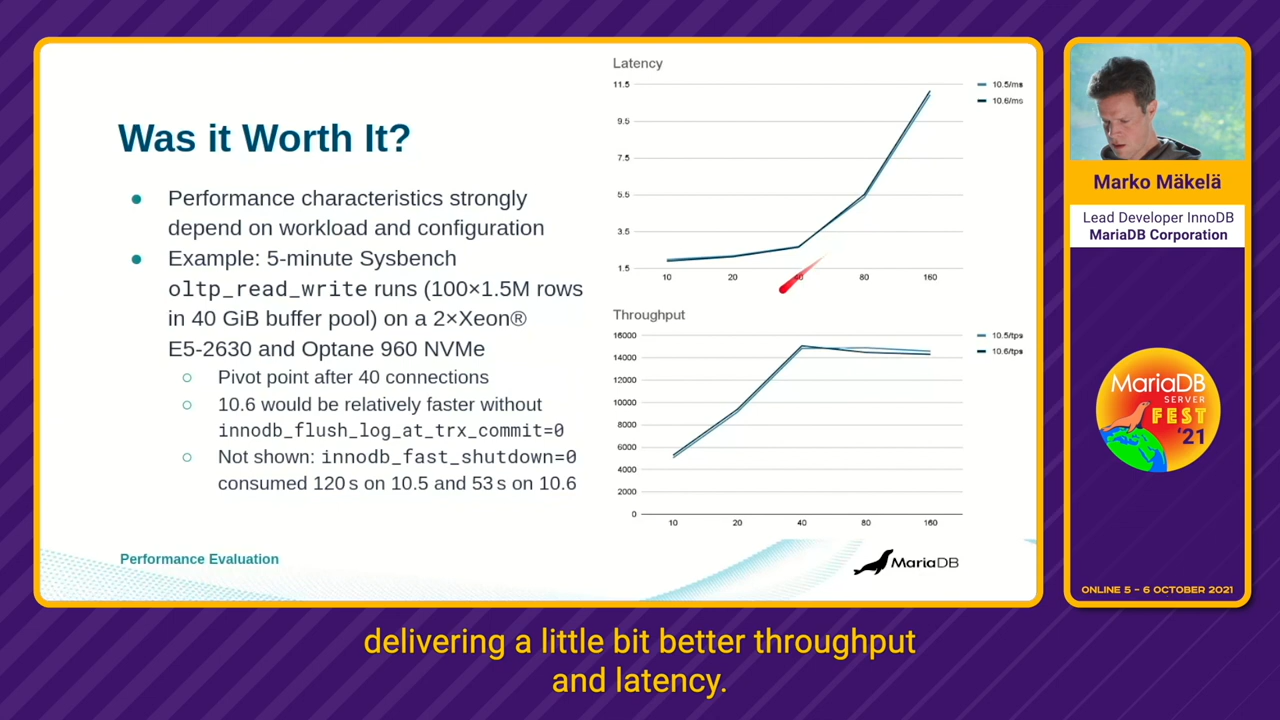 Was it Worth It?
● Performance characteristics strongly
depend on workload and configuration
● Example: 5-minute Sysbench
oltp_read_write runs (100×1.5M rows
in 40 GiB buffer pool) on a 2×Xeon®
E5-2630 and Optane 960 NVMe
○ Pivot point after 40 connections
○ 10.6 would be relatively faster without
innodb_flush_log_at_trx_commit=0
○ Not shown: innodb_fast_shutdown=0
consumed 120 s on 10.5 and 53 s on 10.6
Performance Evaluation
Latency
11.5
9.5
7.5
5.5
3.5
1.5
10 20 40 80 160
10.5/ms
10.6/ms
Throughput
16000
14000
12000
10000
8000
6000
4000
2000
0
10 20 40 80 160
10.5/tps
10.6/tps
MariaDB
Marko Mäkelä
Lead Developer InnoDB
MariaDB Corporation
MariaDB
SERVER
FEST
'21
ONLINE 5 - 6 OCTOBER 2021
delivering a little bit better throughput
and latency.